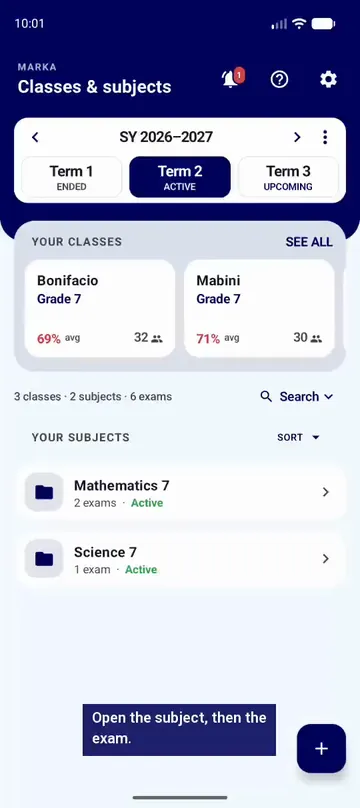 10:01
MARKA
Classes & subjects
1
SY 2026–2027
Term 1
ENDED
Term 2
ACTIVE
Term 3
UPCOMING
YOUR CLASSES
SEE ALL
Bonifacio
Grade 7
69% avg
32
Mabini
Grade 7
71% avg
30
3 classes · 2 subjects · 6 exams
Search
YOUR SUBJECTS
SORT
Mathematics 7
2 exams · Active
Science 7
1 exam · Active
Open the subject, then the
exam.